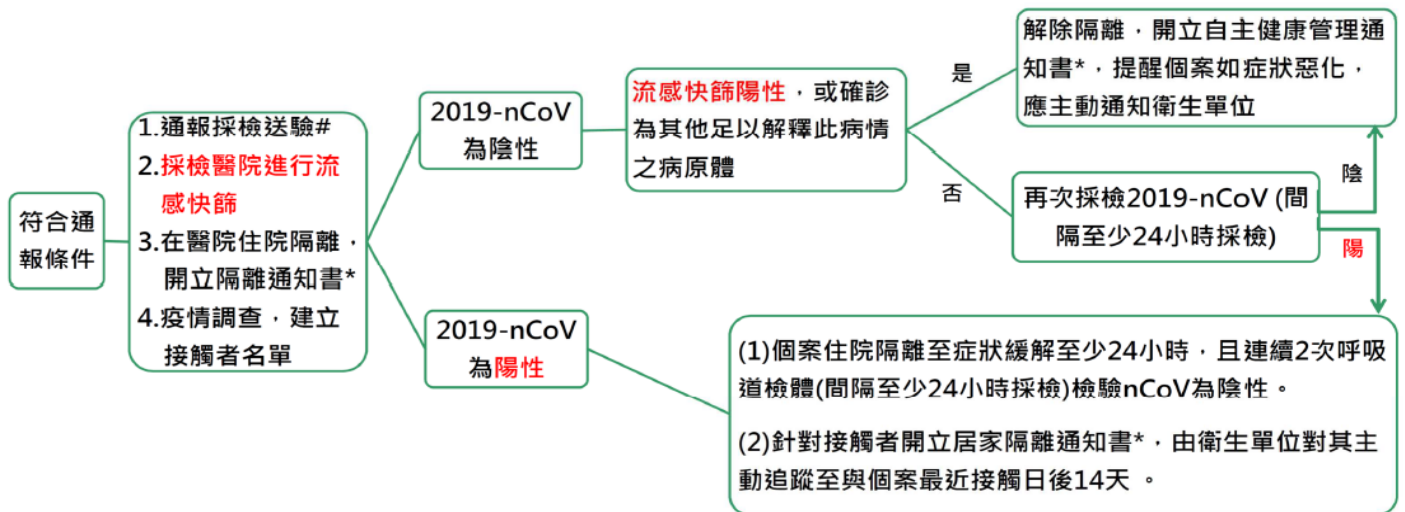 符合通
報條件
1.通報採檢送驗#
2.採檢醫院進行流
感快篩
3.在醫院住院隔離，
開立隔離通知書*
4.疫情調查，建立
接觸者名單
2019-nCoV
為陰性
流感快篩陽性，或確診
為其他足以解釋此病情
之病原體
是
解除隔離，開立自主健康管理通
知書*，提醒個案如症狀惡化，
應主動通知衛生單位
否
再次採檢2019-nCoV (間
隔至少24小時採檢)
陰
陽
2019-nCoV
為陽性
(1)個案住院隔離至症狀緩解至少24小時，且連續2次呼吸
道檢體(間隔至少24小時採檢)檢驗nCoV為陰性。
(2)針對接觸者開立居家隔離通知書*，由衛生單位對其主
動追蹤至與個案最近接觸日後14天 。